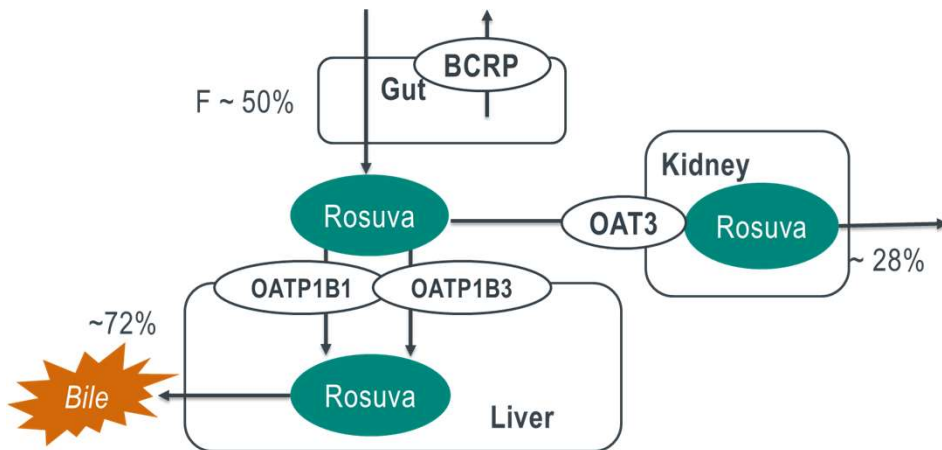 BCRP
Gut
F ~ 50%
Kidney
Rosuva
OAT3
Rosuva
~ 28%
OATP1B1
OATP1B3
~72%
Bile
Rosuva
Liver